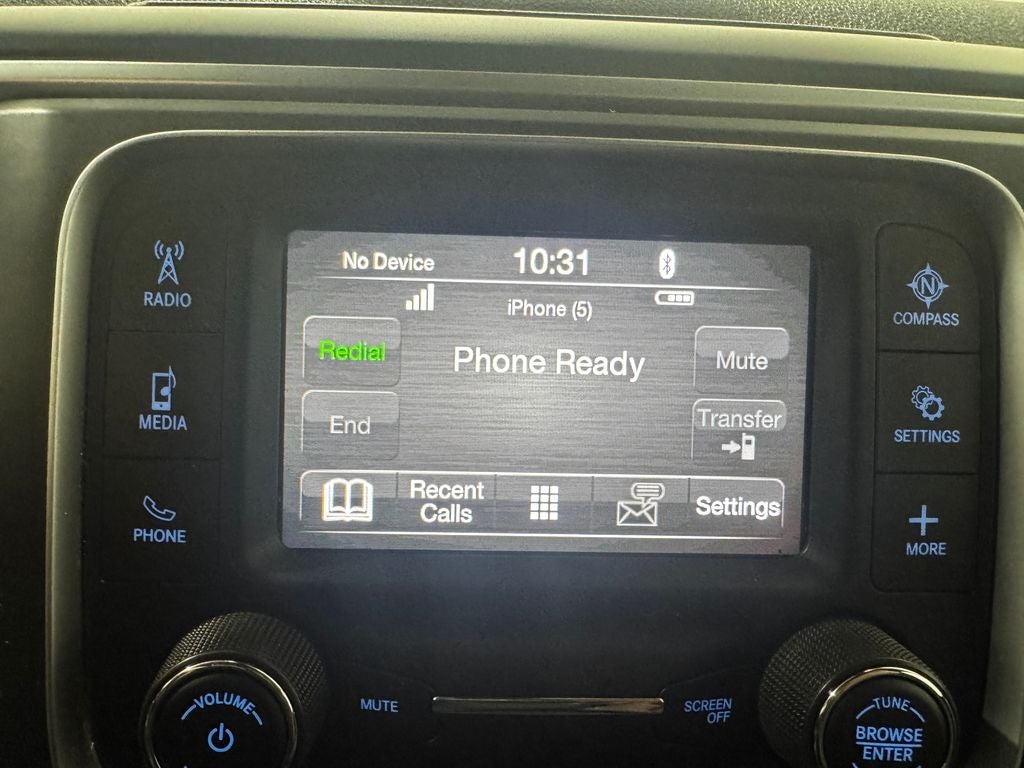 No Device
10:31
iPhone (5)
Redial
Phone Ready
Mute
End
Transfer
Recent
Calls
Settings
RADIO
MEDIA
PHONE
N
COMPASS
SETTINGS
MORE
VOLUME
MUTE
SCREEN
OFF
TUNE
BROWSE
ENTER